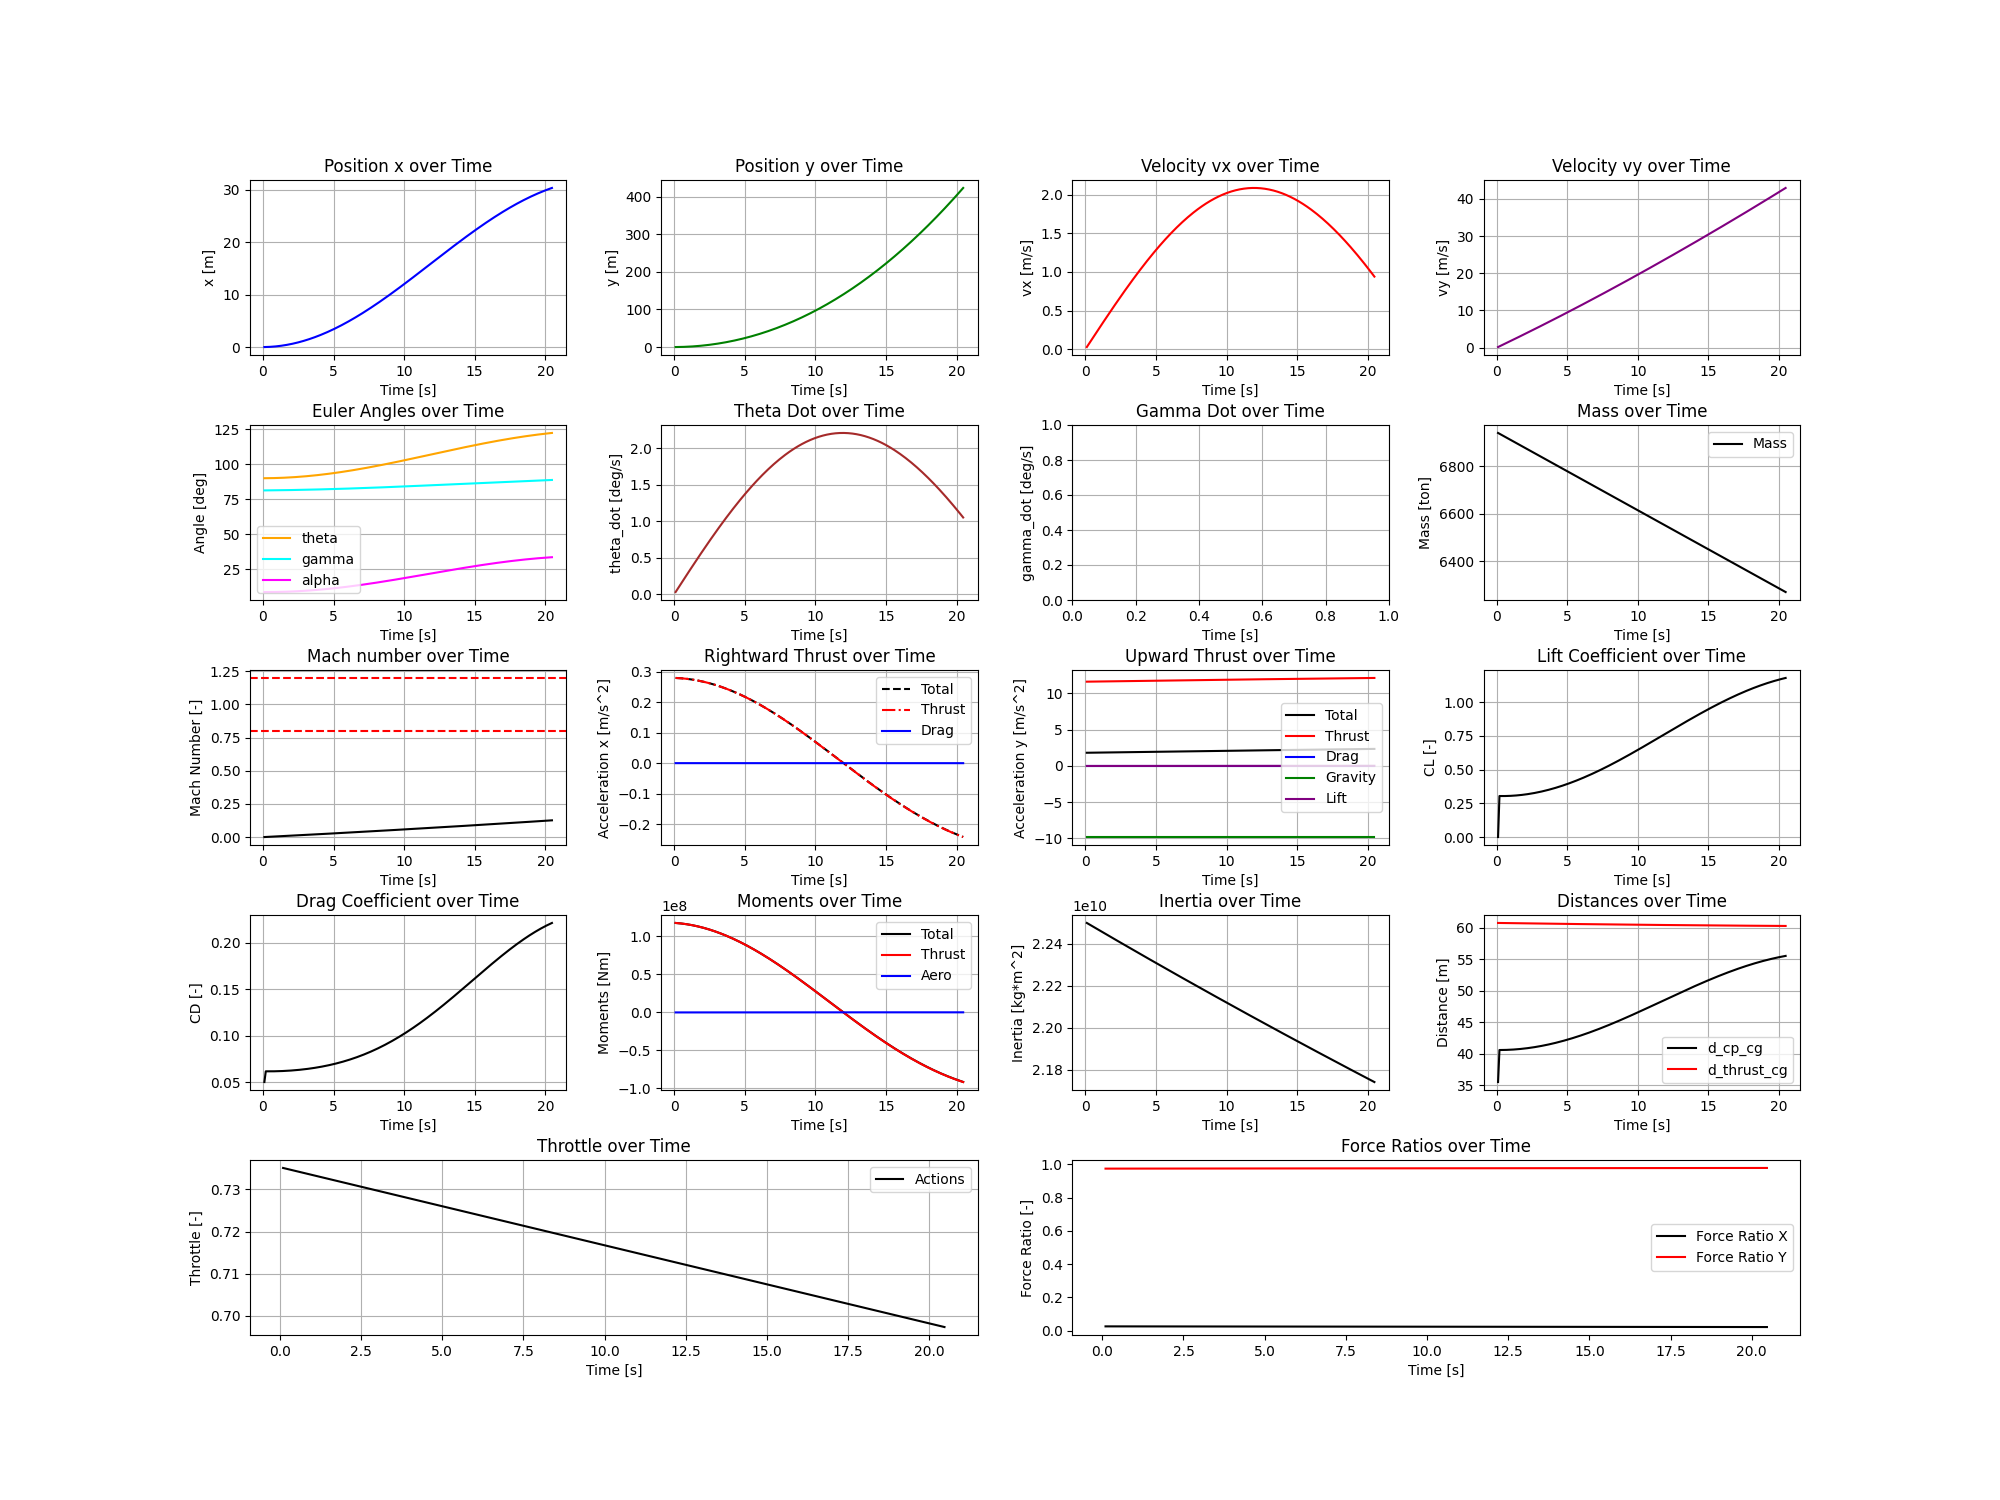 Position x over Time
x [m]
30
20
10
0
0 5 10 15 20
Time [s]
Position y over Time
y [m]
400
300
200
100
0
0 5 10 15 20
Time [s]
Velocity vx over Time
vx [m/s]
2.0
1.5
1.0
0.5
0.0
0 5 10 15 20
Time [s]
Velocity vy over Time
vy [m/s]
40
30
20
10
0
0 5 10 15 20
Time [s]
Euler Angles over Time
Angle [deg]
125
100
75
50
25
theta
gamma
alpha
0 5 10 15 20
Time [s]
Theta Dot over Time
theta_dot [deg/s]
2.0
1.5
1.0
0.5
0.0
0 5 10 15 20
Time [s]
Gamma Dot over Time
gamma_dot [deg/s]
1.0
0.8
0.6
0.4
0.2
0.0
0.0 0.2 0.4 0.6 0.8 1.0
Time [s]
Mass over Time
Mass [ton]
6800
6600
6400
Mass
0 5 10 15 20
Time [s]
Mach number over Time
Mach Number [-]
1.25
1.00
0.75
0.50
0.25
0.00
0 5 10 15 20
Time [s]
Rightward Thrust over Time
Acceleration x [m/s^2]
0.3
0.2
0.1
0.0
−0.1
−0.2
Total
Thrust
Drag
0 5 10 15 20
Time [s]
Upward Thrust over Time
Acceleration y [m/s^2]
10
5
0
−5
−10
Total
Thrust
Drag
Gravity
Lift
0 5 10 15 20
Time [s]
Lift Coefficient over Time
CL [-]
1.00
0.75
0.50
0.25
0.00
0 5 10 15 20
Time [s]
Drag Coefficient over Time
CD [-]
0.20
0.15
0.10
0.05
0 5 10 15 20
Time [s]
Moments over Time
1e8
Moments [Nm]
1.0
0.5
0.0
−0.5
−1.0
Total
Thrust
Aero
0 5 10 15 20
Time [s]
Inertia over Time
1e10
Inertia [kg*m^2]
2.24
2.22
2.20
2.18
0 5 10 15 20
Time [s]
Distances over Time
Distance [m]
60
55
50
45
40
35
d_cp_cg
d_thrust_cg
0 5 10 15 20
Time [s]
Throttle over Time
Throttle [-]
0.73
0.72
0.71
0.70
Actions
0.0 2.5 5.0 7.5 10.0 12.5 15.0 17.5 20.0
Time [s]
Force Ratios over Time
Force Ratio [-]
1.0
0.8
0.6
0.4
0.2
0.0
Force Ratio X
Force Ratio Y
0.0 2.5 5.0 7.5 10.0 12.5 15.0 17.5 20.0
Time [s]